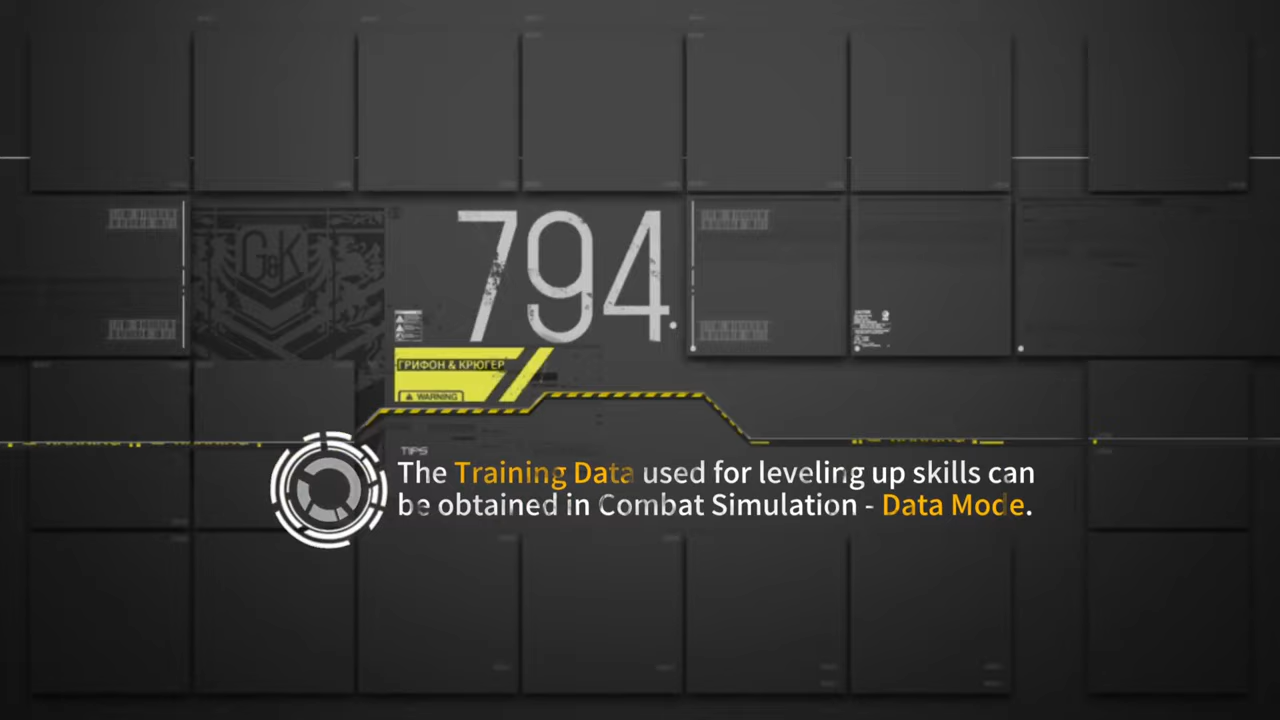 G&K
794.
ГРИФОН & КРЮГЕР
WARNING
TIPS
The Training Data used for leveling up skills can
be obtained in Combat Simulation - Data Mode.